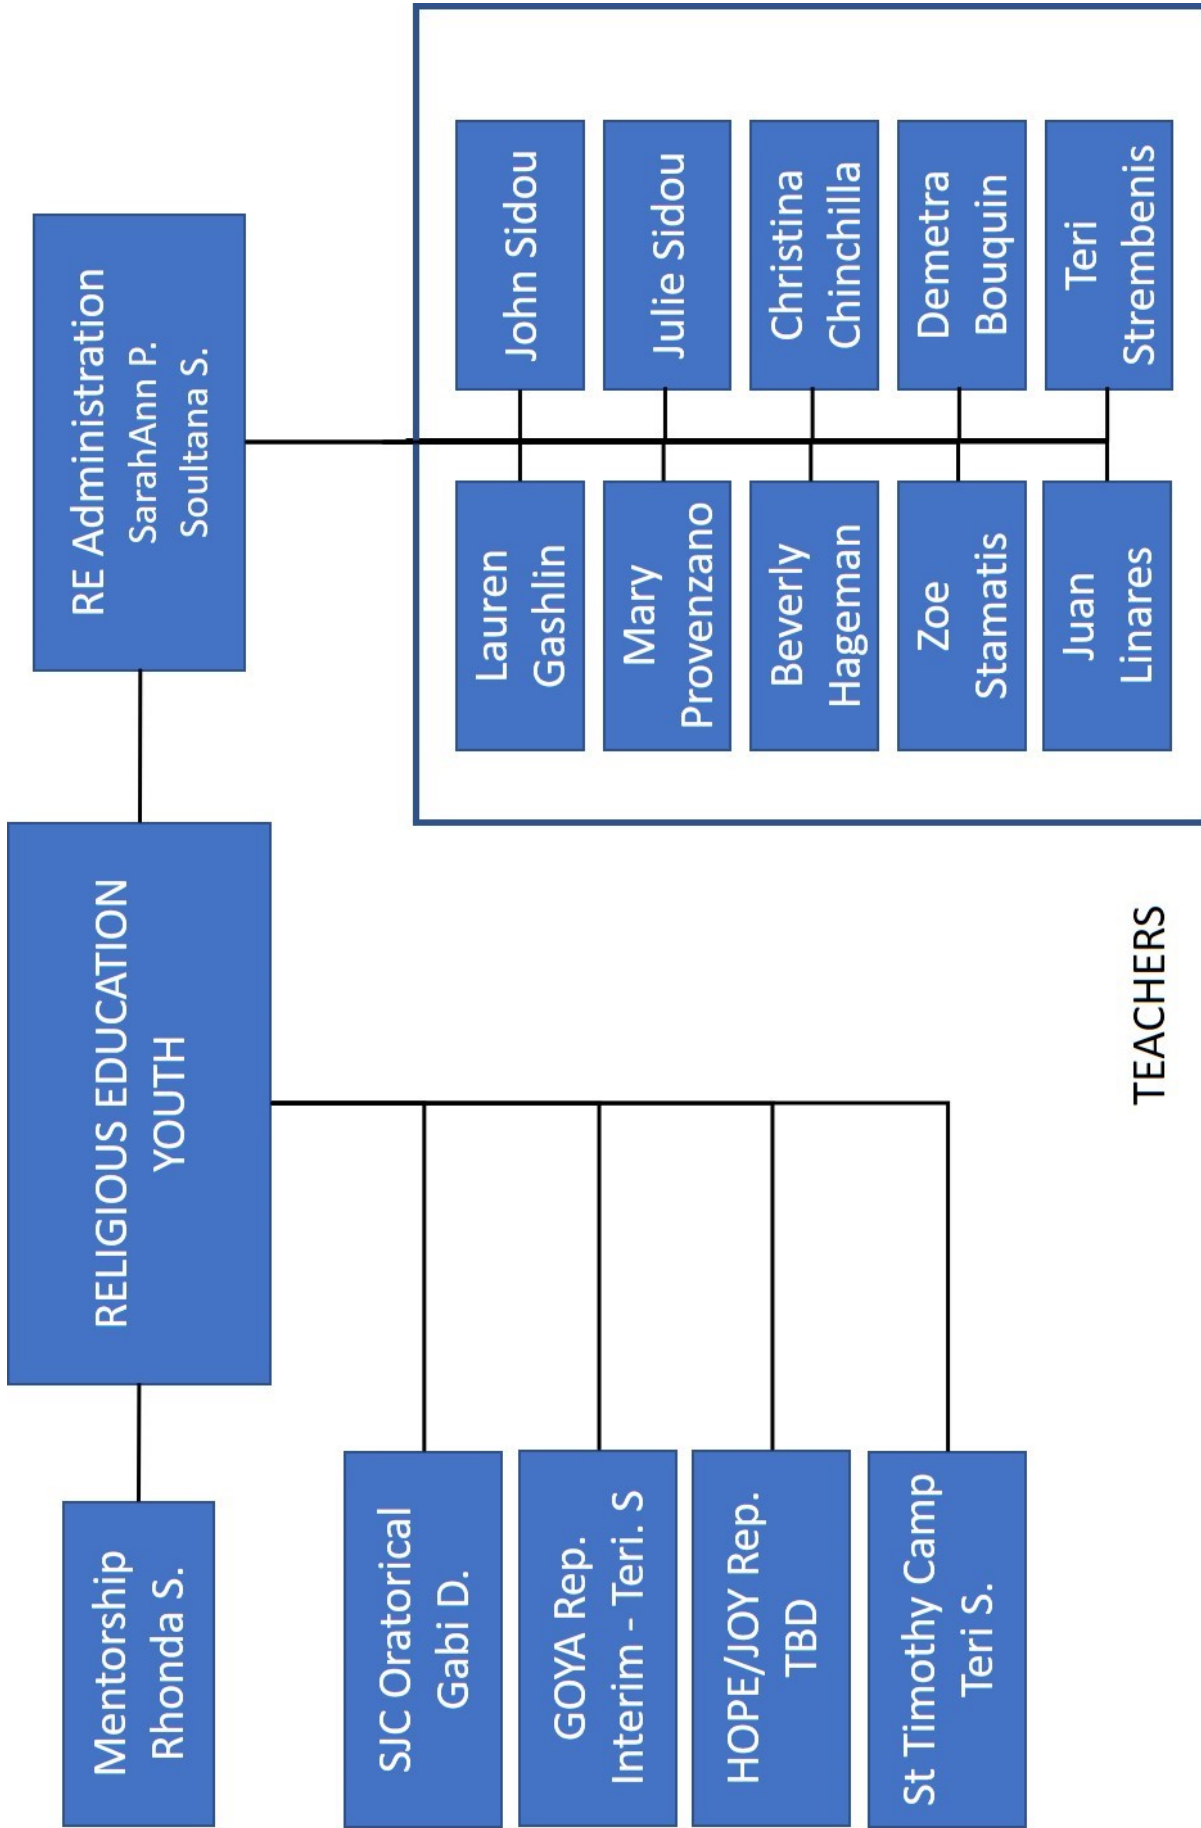 RELIGIOUS EDUCATION
YOUTH
Mentorship
Rhonda S.
RE Administration
SarahAnn P.
Soultana S.
SJC Oratorical
Gabi D.
GOYA Rep.
Interim - Teri. S
HOPE/JOY Rep.
TBD
St Timothy Camp
Teri S.
TEACHERS
Lauren
Gashlin
John Sidou
Mary
Provenzano
Julie Sidou
Beverly
Hageman
Christina
Chinchilla
Zoe
Stamatis
Demetra
Bouquin
Juan
Linares
Teri
Strembenis